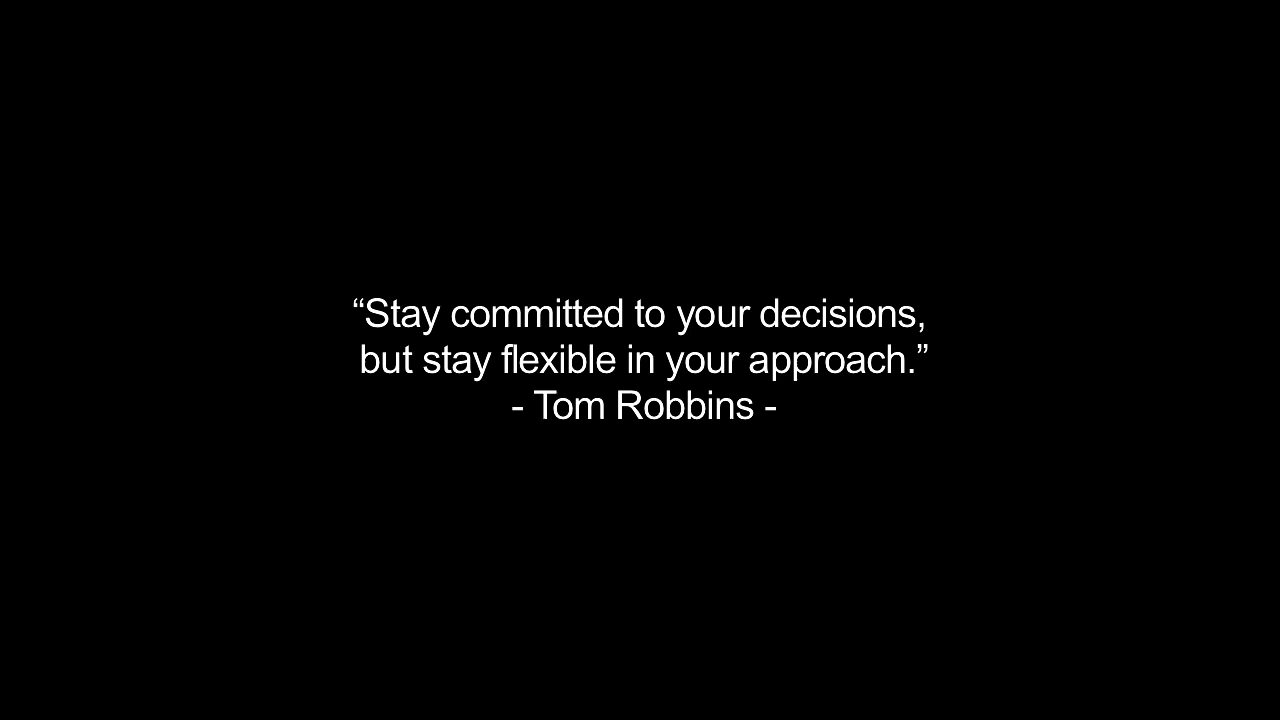 “Stay committed to your decisions,
but stay flexible in your approach.”
- Tom Robbins -